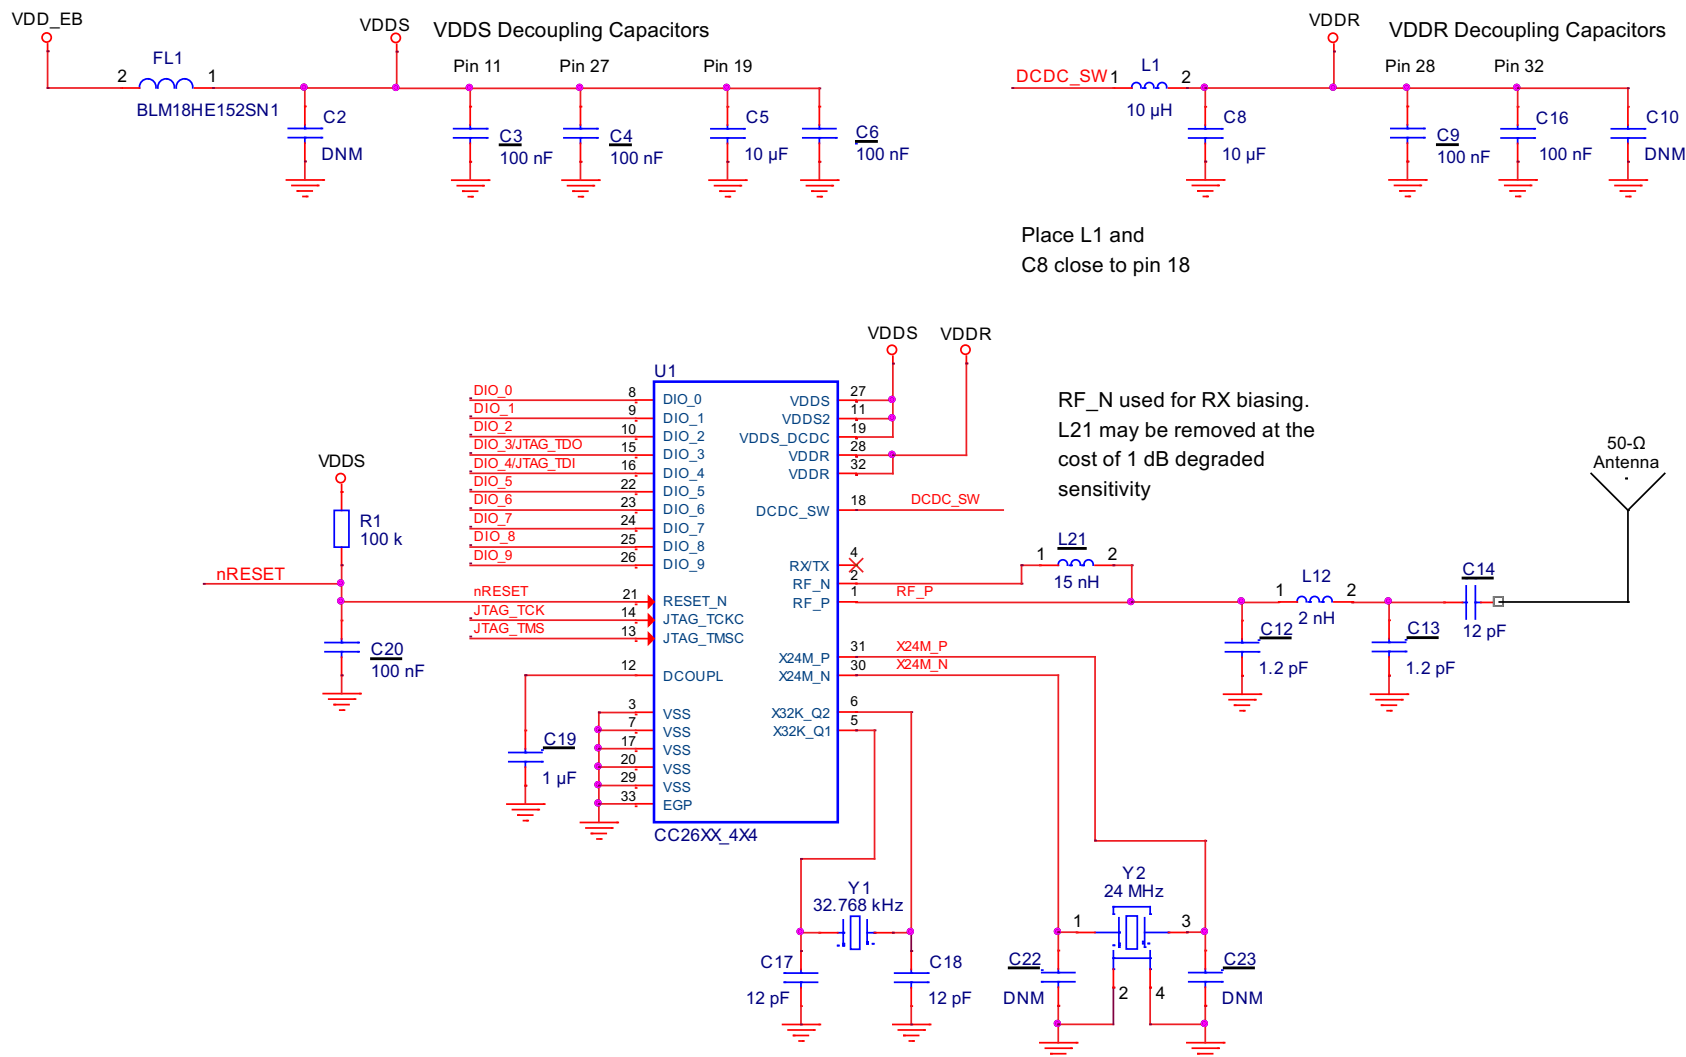 VDD_EB
VDDS
VDDS Decoupling Capacitors
VDDR
VDDR Decoupling Capacitors
FL1
2
1
BLM18HE152SN1
Pin 11
Pin 27
Pin 19
C2
DNM
C3
100 nF
C4
100 nF
C5
10 µF
C6
100 nF
DCDC_SW
1
L1
2
10 µH
Pin 28
Pin 32
C8
10 µF
C9
100 nF
C16
100 nF
C10
DNM
Place L1 and
C8 close to pin 18
VDDS
VDDR
U1
DIO_0 8 DIO_0
DIO_1 9 DIO_1
DIO_2 10 DIO_2
DIO_3/JTAG_TDO 15 DIO_3
DIO_4/JTAG_TDI 16 DIO_4
DIO_5 22 DIO_5
DIO_6 23 DIO_6
DIO_7 24 DIO_7
DIO_8 25 DIO_8
DIO_9 26 DIO_9
nRESET 21 RESET_N
JTAG_TCK 14 JTAG_TCKC
JTAG_TMS 13 JTAG_TMSC
12 DCOUPL
3 VSS
7 VSS
17 VSS
20 VSS
29 VSS
33 EGP
VDDS 27
VDDS2 11
VDDS_DCDC 19
VDDR 28
VDDR 32
DCDC_SW 18 DCDC_SW
RX/TX 4
RF_N 2
RF_P 1 RF_P
X24M_P 31 X24M_P
X24M_N 30 X24M_N
X32K_Q2 6
X32K_Q1 5
CC26XX_4X4
VDDS
R1
100 k
nRESET
C20
100 nF
C19
1 µF
RF_N used for RX biasing.
L21 may be removed at the
cost of 1 dB degraded
sensitivity
50-Ω
Antenna
1
L21
2
15 nH
1
L12
2
2 nH
C14
12 pF
C12
1.2 pF
C13
1.2 pF
Y1
32.768 kHz
C17
12 pF
C18
12 pF
Y2
24 MHz
1
3
2
4
C22
DNM
C23
DNM